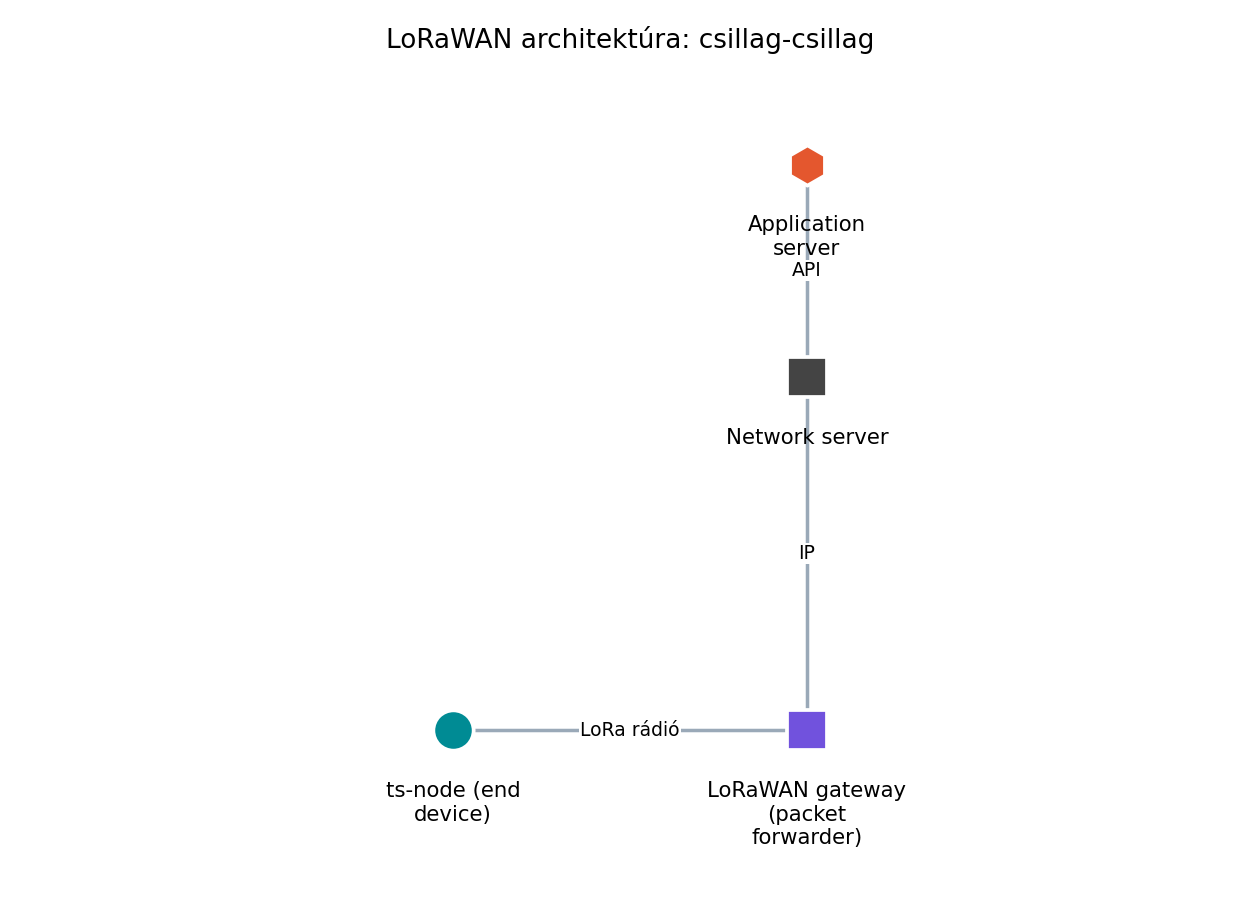 LoRaWAN architektúra: csillag-csillag
Application
server
API
Network server
IP
LoRa rádió
ts-node (end
device)
LoRaWAN gateway
(packet
forwarder)